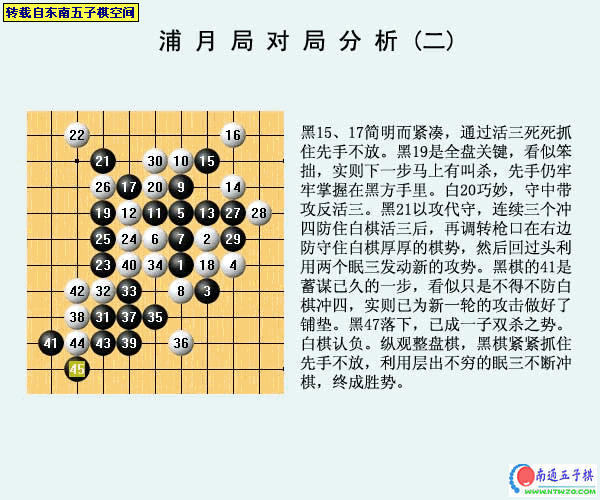 转载自东南五子棋空间
浦月局对局分析(二)
22 16
21 30 10 15
26 17 20 9 14
19 12 11 5 13 27 28
25 24 6 7 2 29
23 40 34 1 18 4
42 32 33 8 3
38 31 37 35
41 44 43 39 36
45
黑15、17简明而紧凑，通过活三死死抓
住先手不放。黑19是全盘关键，看似笨
拙，实则下一步马上有叫杀，先手仍牢
牢掌握在黑方手里。白20巧妙，守中带
攻反活三。黑21以攻代守，连续三个冲
四防住白棋活三后，再调转枪口在右边
防守住白棋厚厚的棋势，然后回过头利
用两个眠三发动新的攻势。黑棋的41是
蓄谋已久的一步，看似只是不得不防白
棋冲四，实则已为新一轮的攻击做好了
铺垫。黑47落下，已成一子双杀之势。
白棋认负。纵观整盘棋，黑棋紧紧抓住
先手不放，利用层出不穷的眠三不断冲
棋，终成胜势。
南通五子棋
WWW.NTWZQ.COM